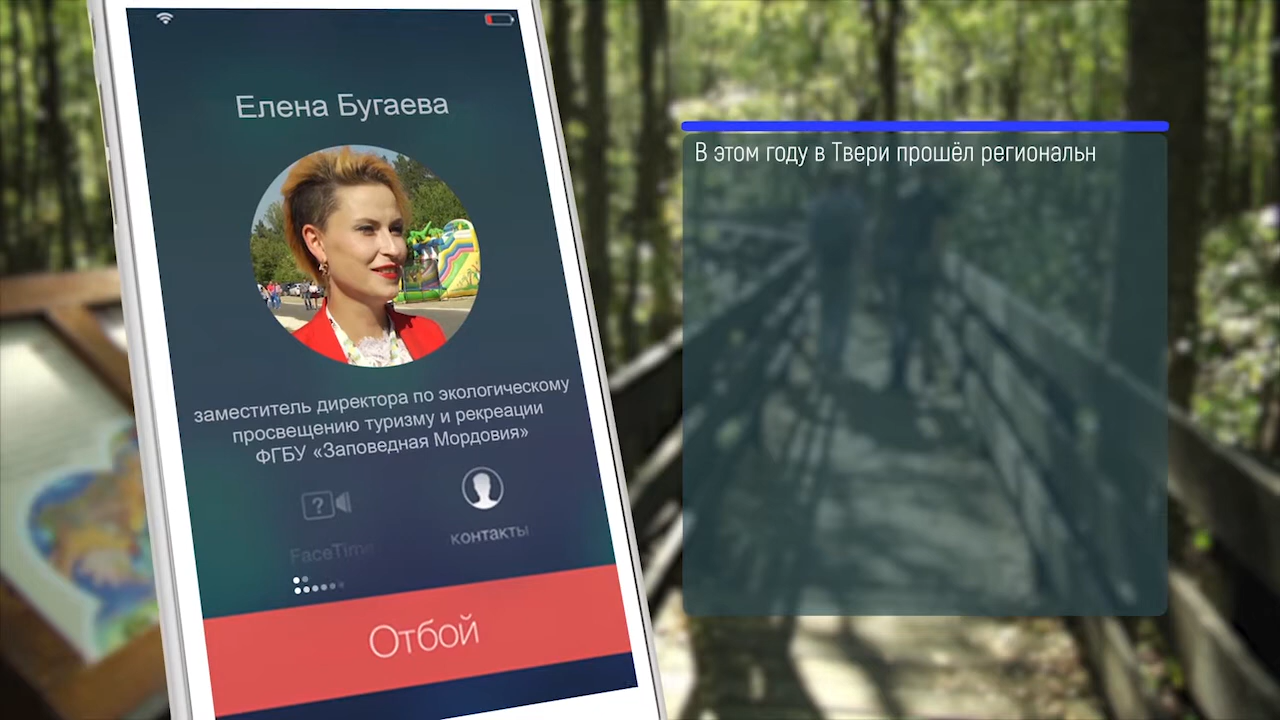 Елена Бугаева
заместитель директора по экологическому
просвещению туризму и рекреации
ФГБУ «Заповедная Мордовия»
FaceTime
контакты
Отбой
В этом году в Твери прошёл региональн